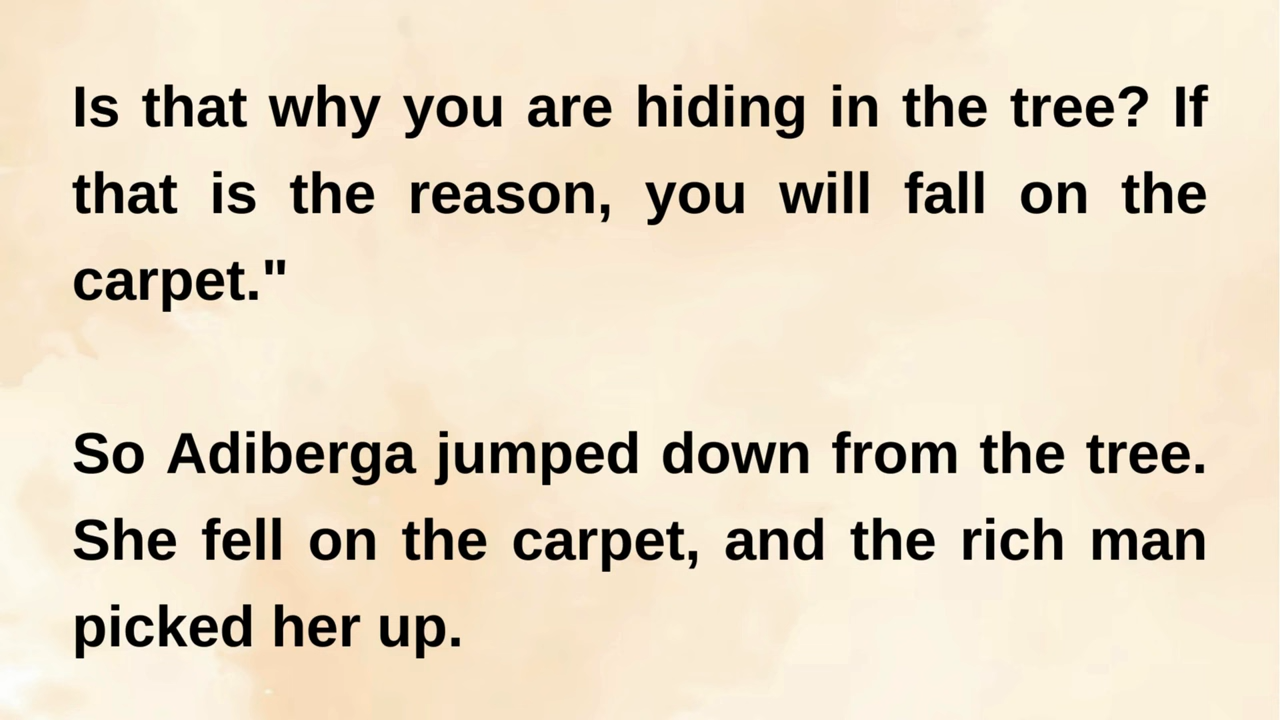 Is that why you are hiding in the tree? If
that is the reason, you will fall on the
carpet."
So Adiberga jumped down from the tree.
She fell on the carpet, and the rich man
picked her up.